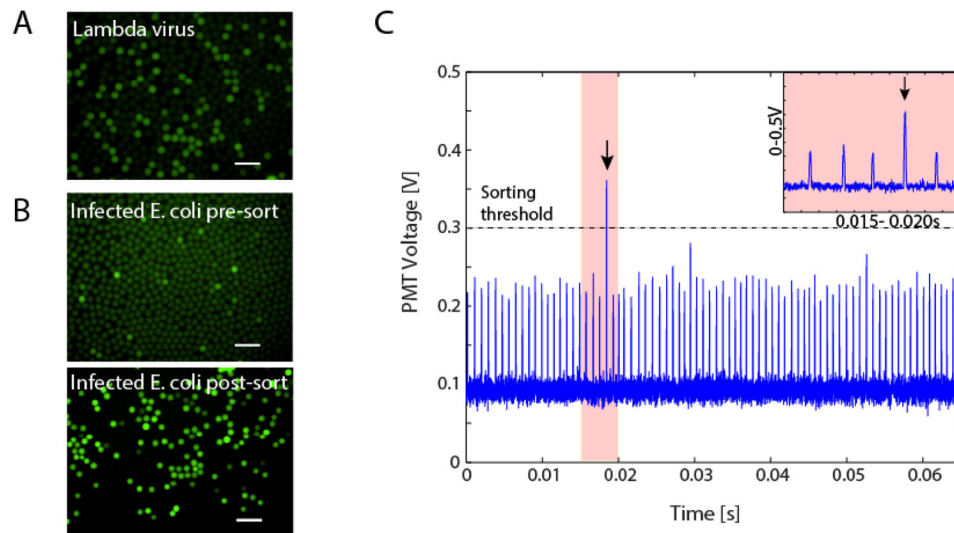 A
Lambda virus
B
Infected E. coli pre-sort
Infected E. coli post-sort
C
0.5
0.4
0.3
0.2
0.1
0
PMT Voltage [V]
Sorting
threshold
0-0.5V
0.015- 0.020s
0 0.01 0.02 0.03 0.04 0.05 0.06
Time [s]